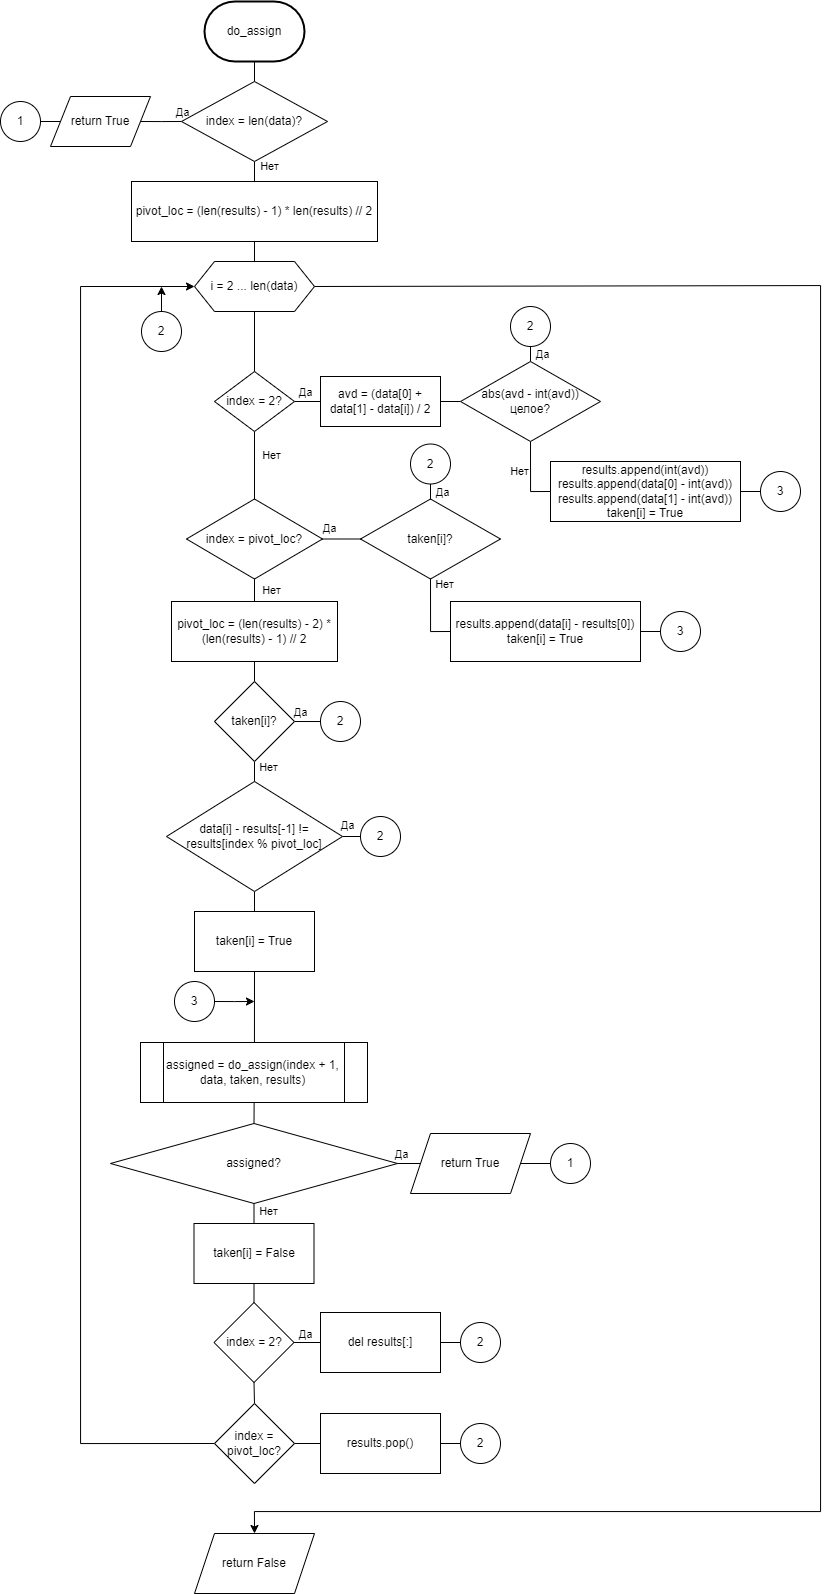 do_assign
1
return True
Да
index = len(data)?
Нет
pivot_loc = (len(results) - 1) * len(results) // 2
i = 2 ... len(data)
2
2
Да
index = 2?
Да
avd = (data[0] +
data[1] - data[i]) / 2
abs(avd - int(avd))
целое?
Нет
Нет
results.append(int(avd))
results.append(data[0] - int(avd))
results.append(data[1] - int(avd))
taken[i] = True
3
2
Да
index = pivot_loc?
Да
taken[i]?
Нет
Нет
pivot_loc = (len(results) - 2) *
(len(results) - 1) // 2
results.append(data[i] - results[0])
taken[i] = True
3
taken[i]?
Да
2
Нет
data[i] - results[-1] !=
results[index % pivot_loc]
Да
2
taken[i] = True
3
assigned = do_assign(index + 1,
data, taken, results)
assigned?
Да
return True
1
Нет
taken[i] = False
index = 2?
Да
del results[:]
2
index =
pivot_loc?
results.pop()
2
return False